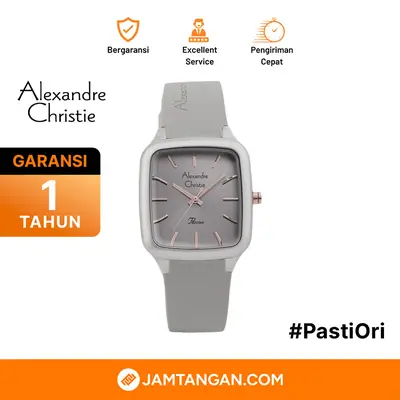 Bergaransi
Excellent
Service
Pengiriman
Cepat
Alexandre
Christie
GARANSI
1
TAHUN
Alexandre
Christie
#PastiOri
JAMTANGAN.COM